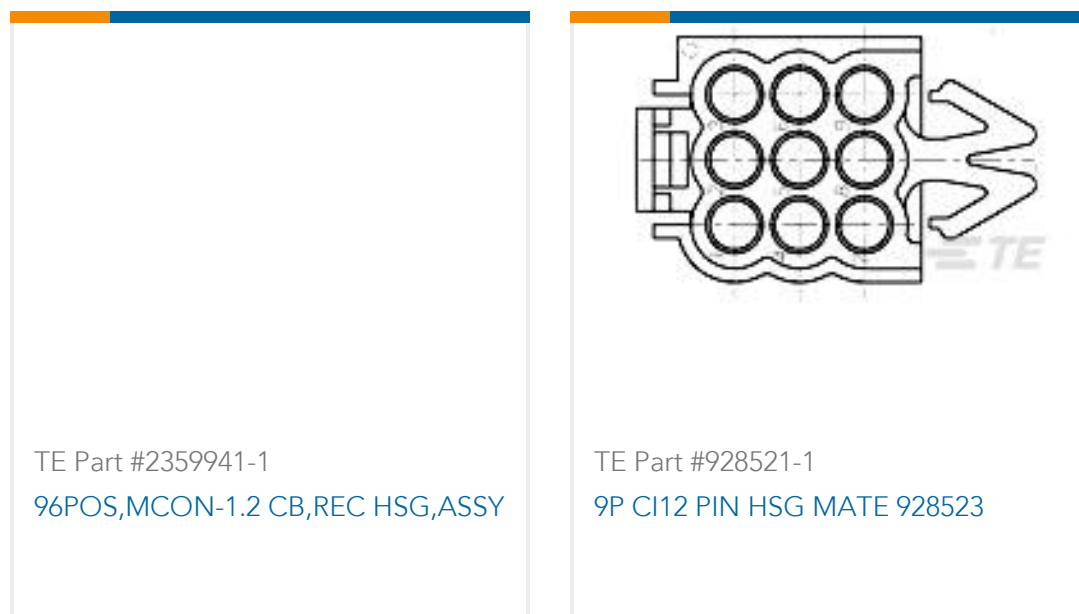 TE
TE Part #2359941-1
96POS,MCON-1.2 CB,REC HSG,ASSY
TE Part #928521-1
9P CI12 PIN HSG MATE 928523